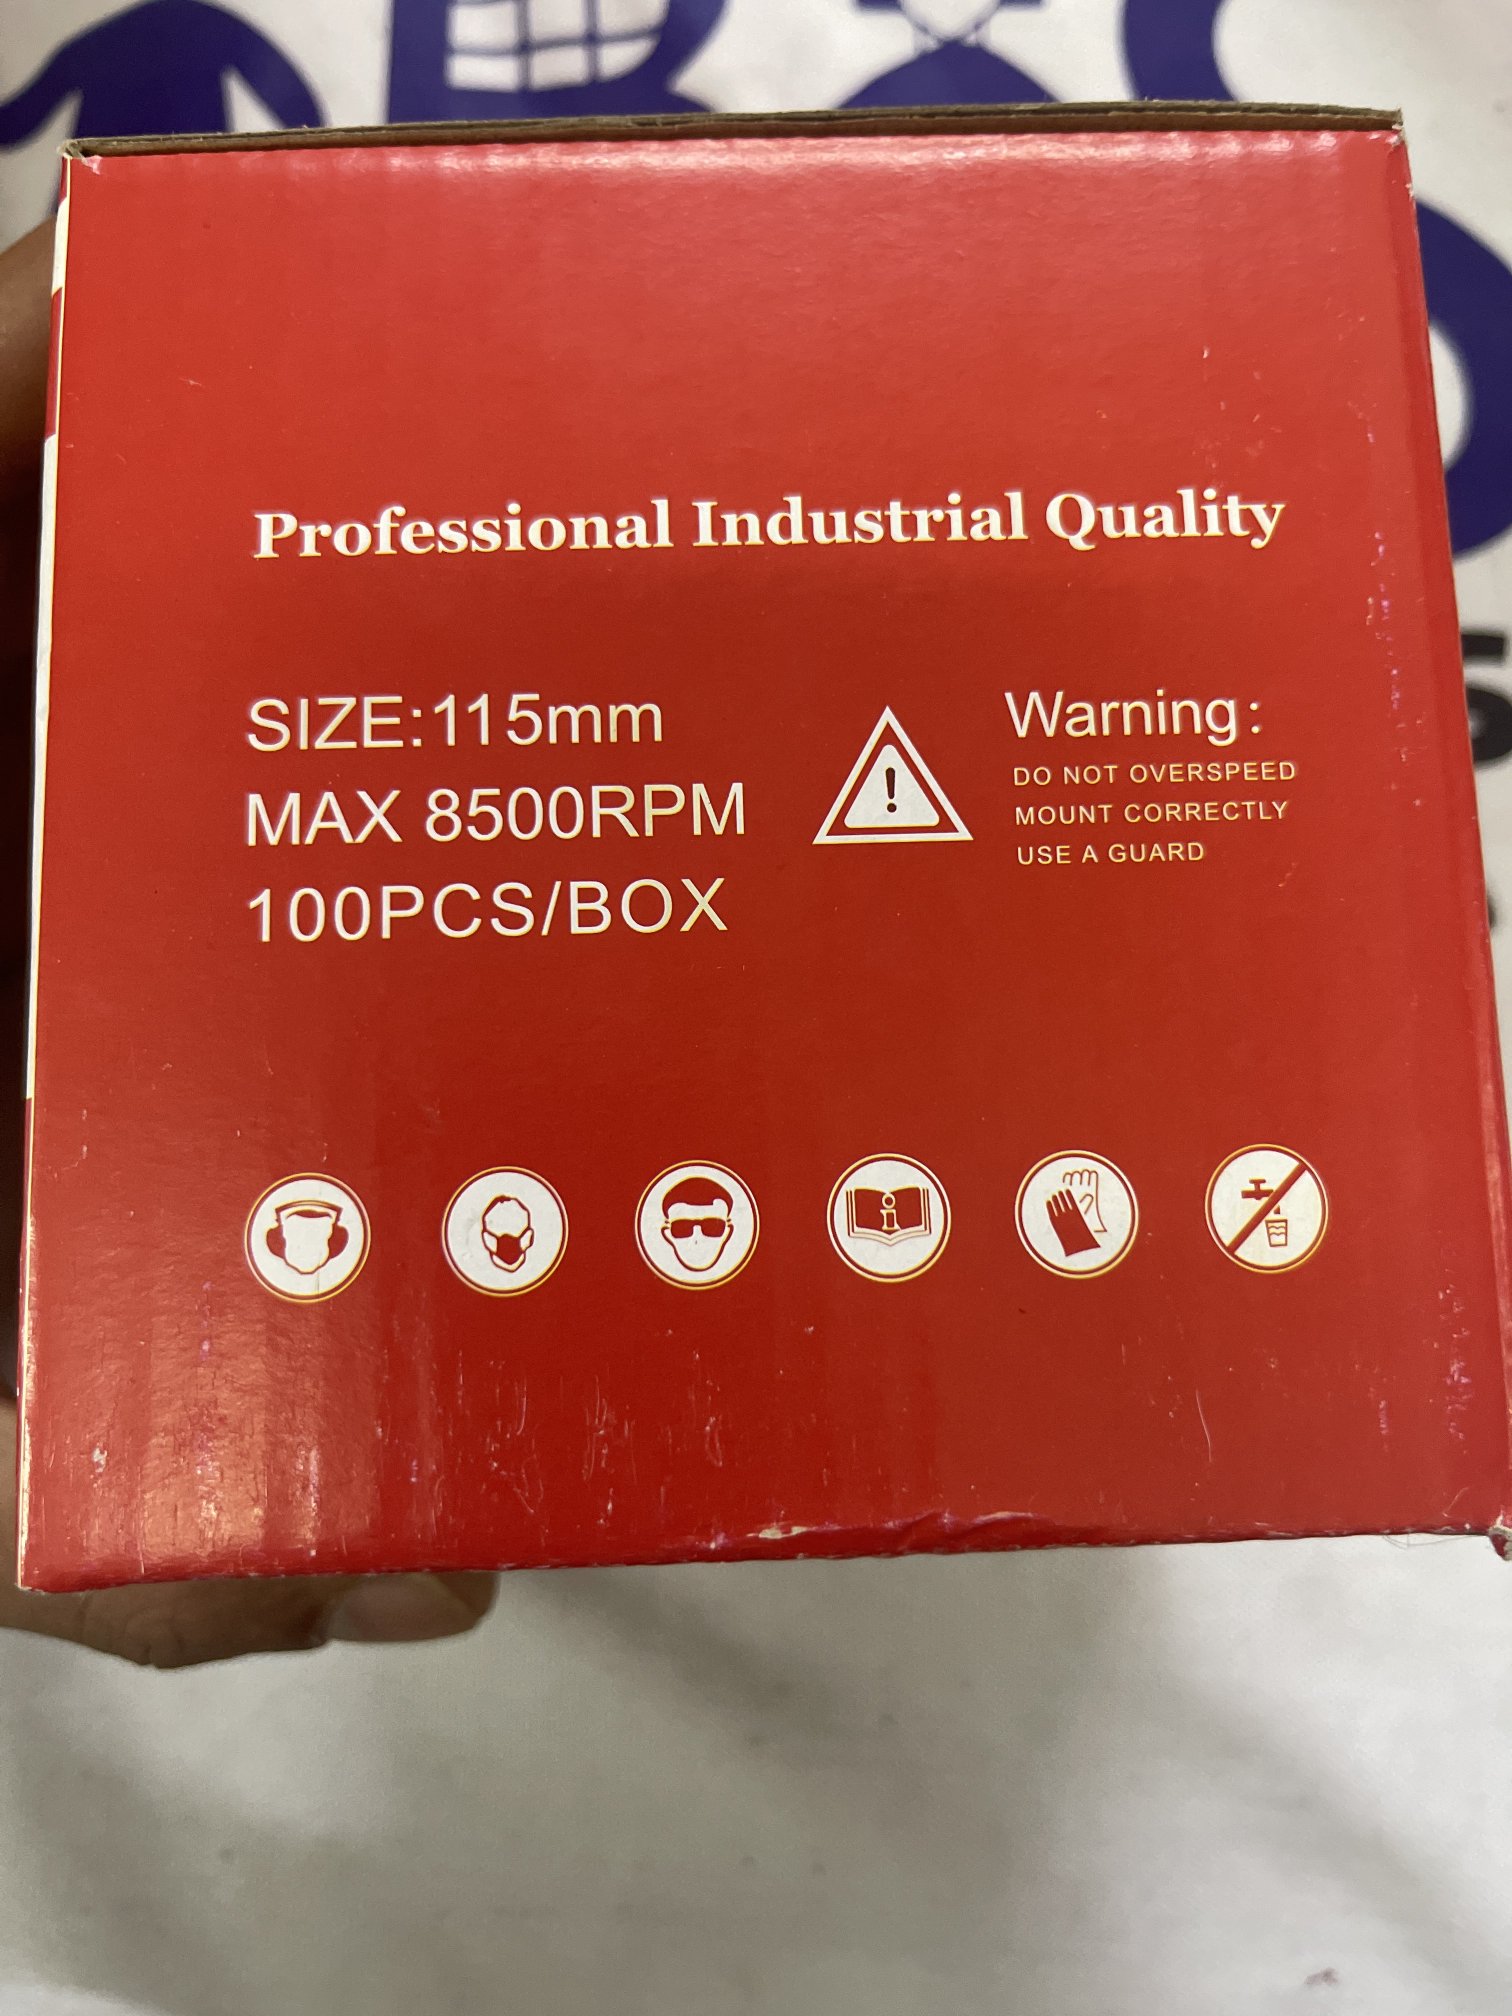 Professional Industrial Quality
SIZE:115mm
MAX 8500RPM
100PCS/BOX
!
Warning:
DO NOT OVERSPEED
MOUNT CORRECTLY
USE A GUARD
i